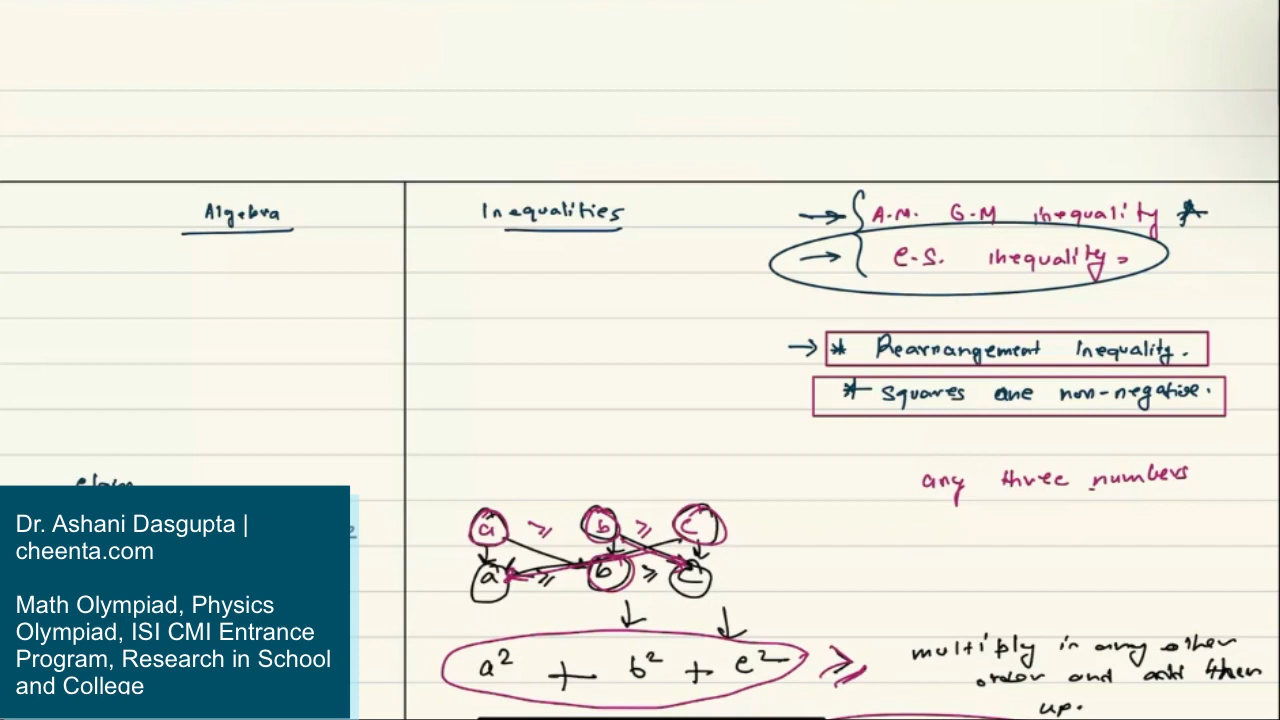 Algebra
Inequalities
→ { A.M. G.M inequality *
→ C.S. inequality
→ * Rearrangement Inequality.
* Squares are non-negative.
any three numbers
a ≥ b ≥ c
a ≥ b ≥ c
a² + b² + c² ≥
multiply in any other
order and add them
up.
Dr. Ashani Dasgupta |
cheenta.com
Math Olympiad, Physics
Olympiad, ISI CMI Entrance
Program, Research in School
and College